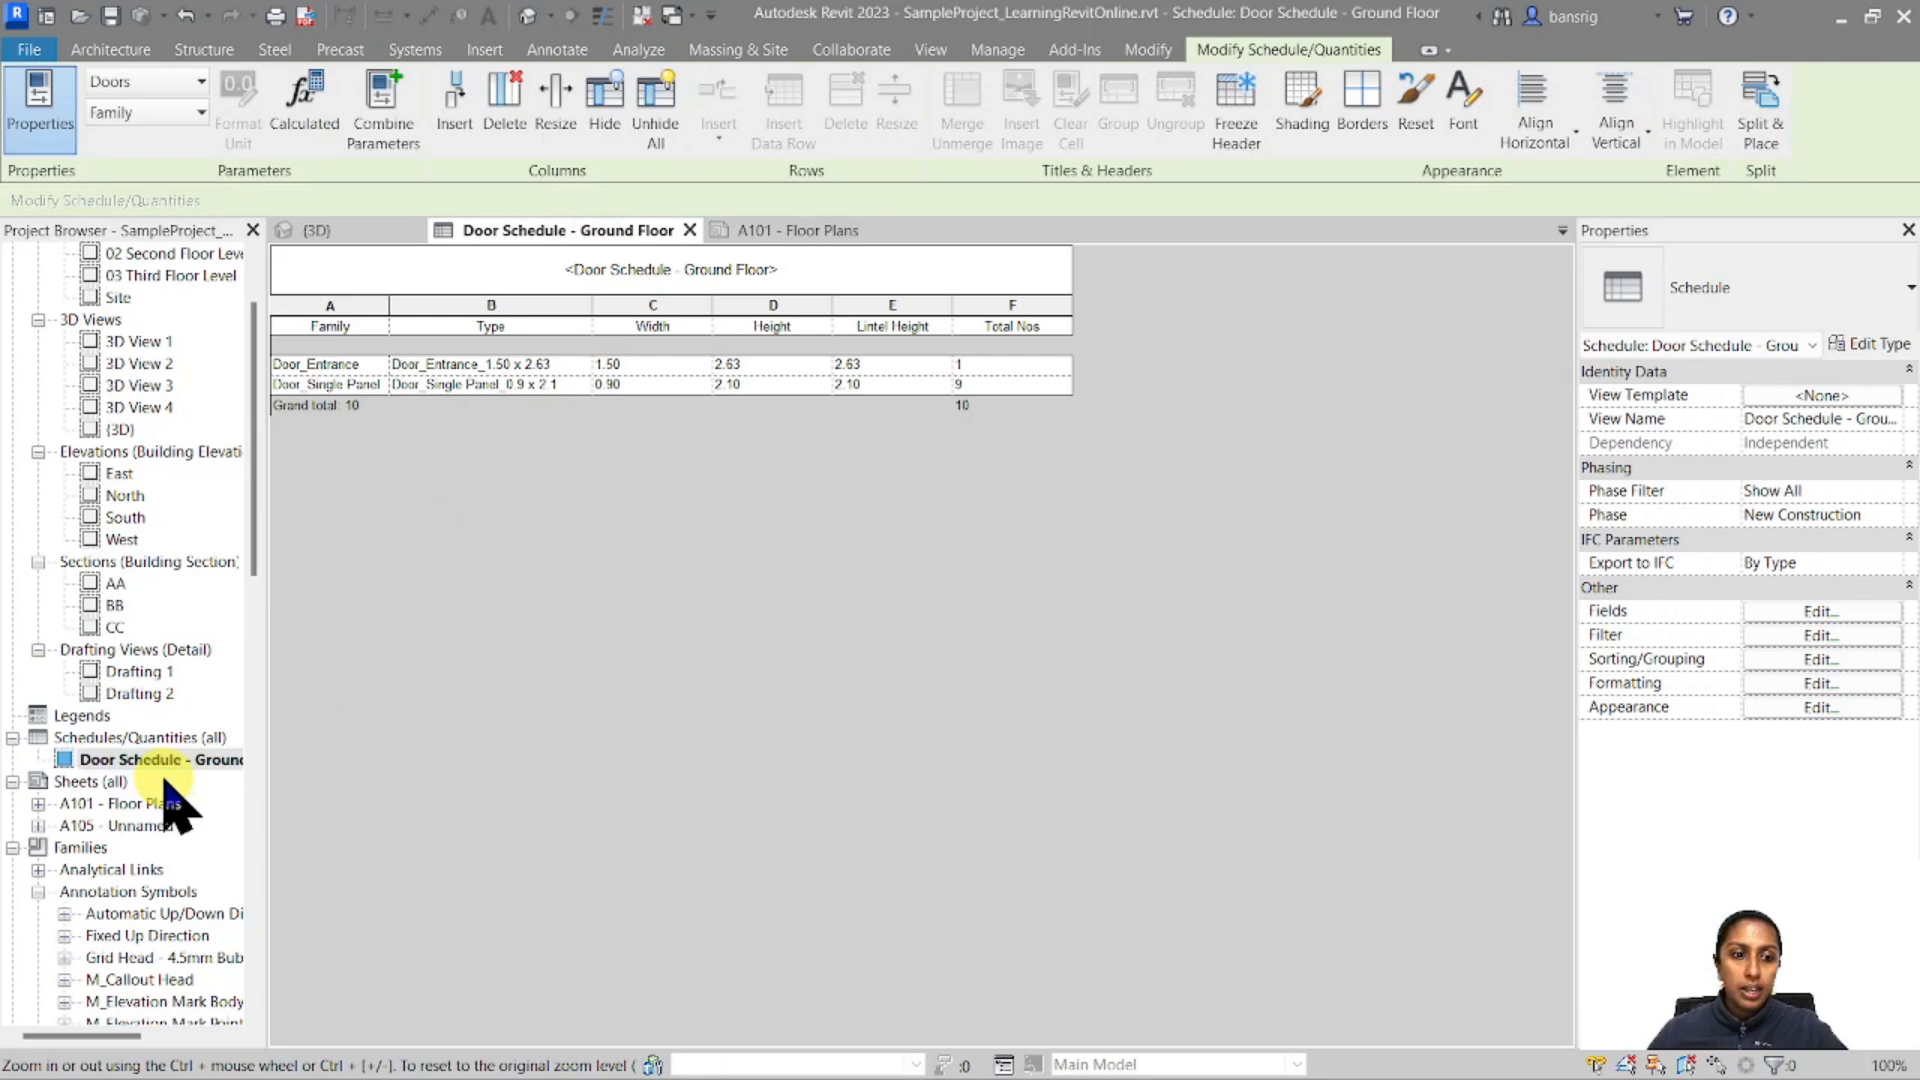 Autodesk Revit 2023 - SampleProject_LearningRevitOnline.rvt - Schedule: Door Schedule - Ground Floor
bansrig
File Architecture Structure Steel Precast Systems Insert Annotate Analyze Massing & Site Collaborate View Manage Add-Ins Modify Modify Schedule/Quantities
Properties
Doors
Family
0.0
Format Unit
Calculated
Combine Parameters
Insert
Delete
Resize
Hide
Unhide All
Insert
Insert Data Row
Delete
Resize
Merge Unmerge
Insert Image
Clear Cell
Group
Ungroup
Freeze Header
Shading
Borders
Reset
Font
Align Horizontal
Align Vertical
Highlight in Model
Split & Place
Properties Parameters Columns Rows Titles & Headers Appearance Element Split
Modify Schedule/Quantities
Project Browser - SampleProject_...
{3D}
Door Schedule - Ground Floor
A101 - Floor Plans
02 Second Floor Leve
03 Third Floor Level
Site
3D Views
3D View 1
3D View 2
3D View 3
3D View 4
{3D}
Elevations (Building Elevati
East
North
South
West
Sections (Building Section)
AA
BB
CC
Drafting Views (Detail)
Drafting 1
Drafting 2
Legends
Schedules/Quantities (all)
Door Schedule - Ground
Sheets (all)
A101 - Floor Plans
A105 - Unnamed
Families
Analytical Links
Annotation Symbols
Automatic Up/Down Di
Fixed Up Direction
Grid Head - 4.5mm Bub
M_Callout Head
M_Elevation Mark Body
M_Elevation Mark Point
<Door Schedule - Ground Floor>
A B C D E F
Family Type Width Height Lintel Height Total Nos
Door_Entrance Door_Entrance_1.50 x 2.63 1.50 2.63 2.63 1
Door_Single Panel Door_Single Panel_0.9 x 2.1 0.90 2.10 2.10 9
Grand total: 10 10
Properties
Schedule
Schedule: Door Schedule - Grou Edit Type
Identity Data
View Template <None>
View Name Door Schedule - Grou...
Dependency Independent
Phasing
Phase Filter Show All
Phase New Construction
IFC Parameters
Export to IFC By Type
Other
Fields Edit...
Filter Edit...
Sorting/Grouping Edit...
Formatting Edit...
Appearance Edit...
Zoom in or out using the Ctrl + mouse wheel or Ctrl + [+/-]. To reset to the original zoom level (
:0
Main Model
:0
100%